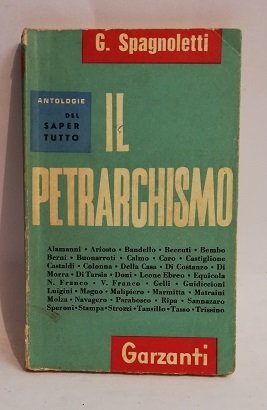 G. Spagnoletti
ANTOLOGIE
DEL
SAPER
TUTTO
IL
PETRARCHISMO
Alamanni • Ariosto • Bandello • Beccuti • Bembo
Berni • Buonarroti • Calmo • Caro • Castiglione
Castaldi • Colonna • Della Casa • Di Costanzo • Di
Morra • Di Tarsia • Doni • Leone Ebreo • Equicola
N. Franco • V. Franco • Gelli • Guidiccioni
Luigini • Magno • Malipiero • Marmitta • Matraini
Molza • Navagero • Parabosco • Ripa • Sannazaro
Speroni • Stampa • Strozzi • Tansillo • Tasso • Trissino
Garzanti